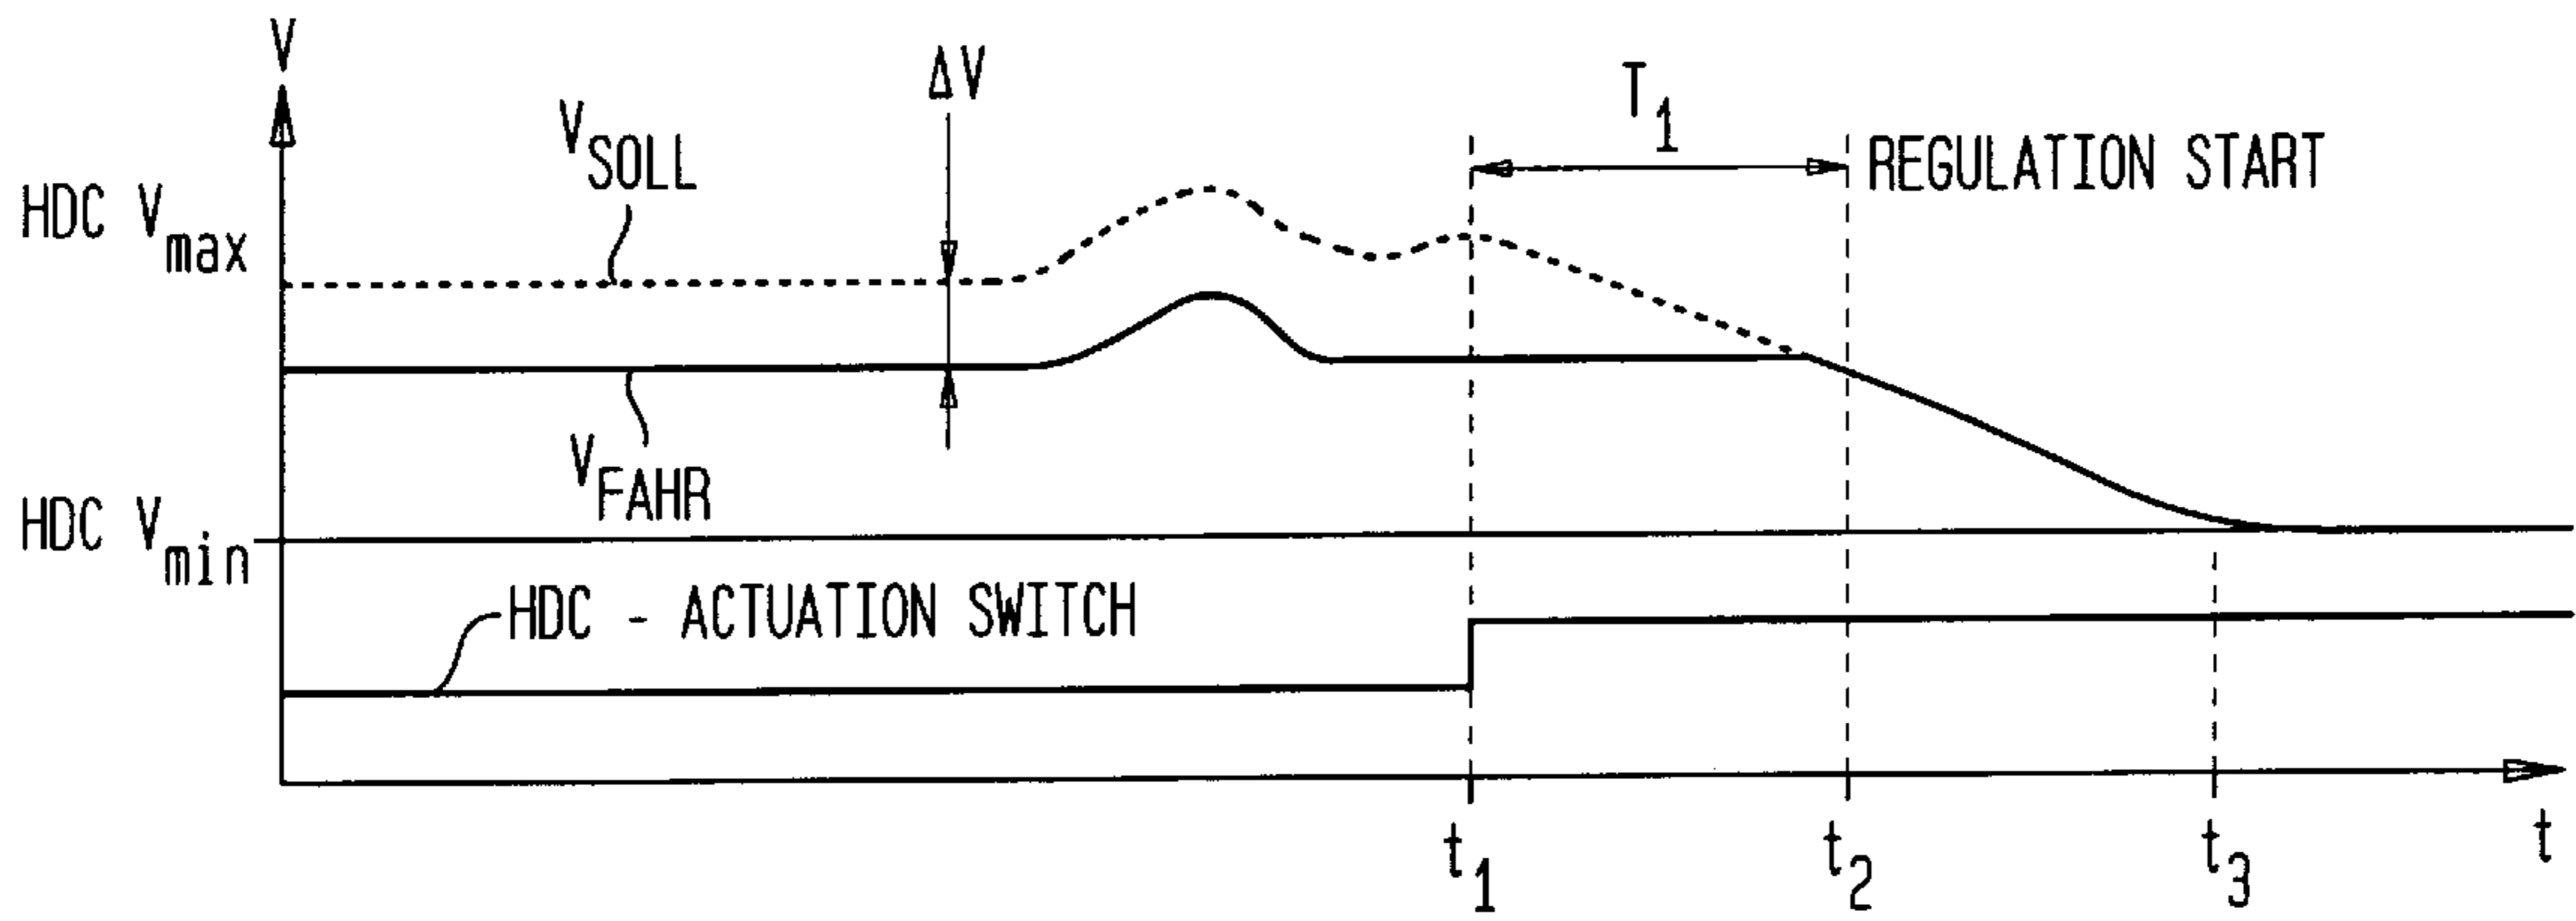 V
ΔV
T1
VSOLL
REGULATION START
HDC Vmax
VFAHR
HDC Vmin
HDC - ACTUATION SWITCH
t1
t2
t3
t